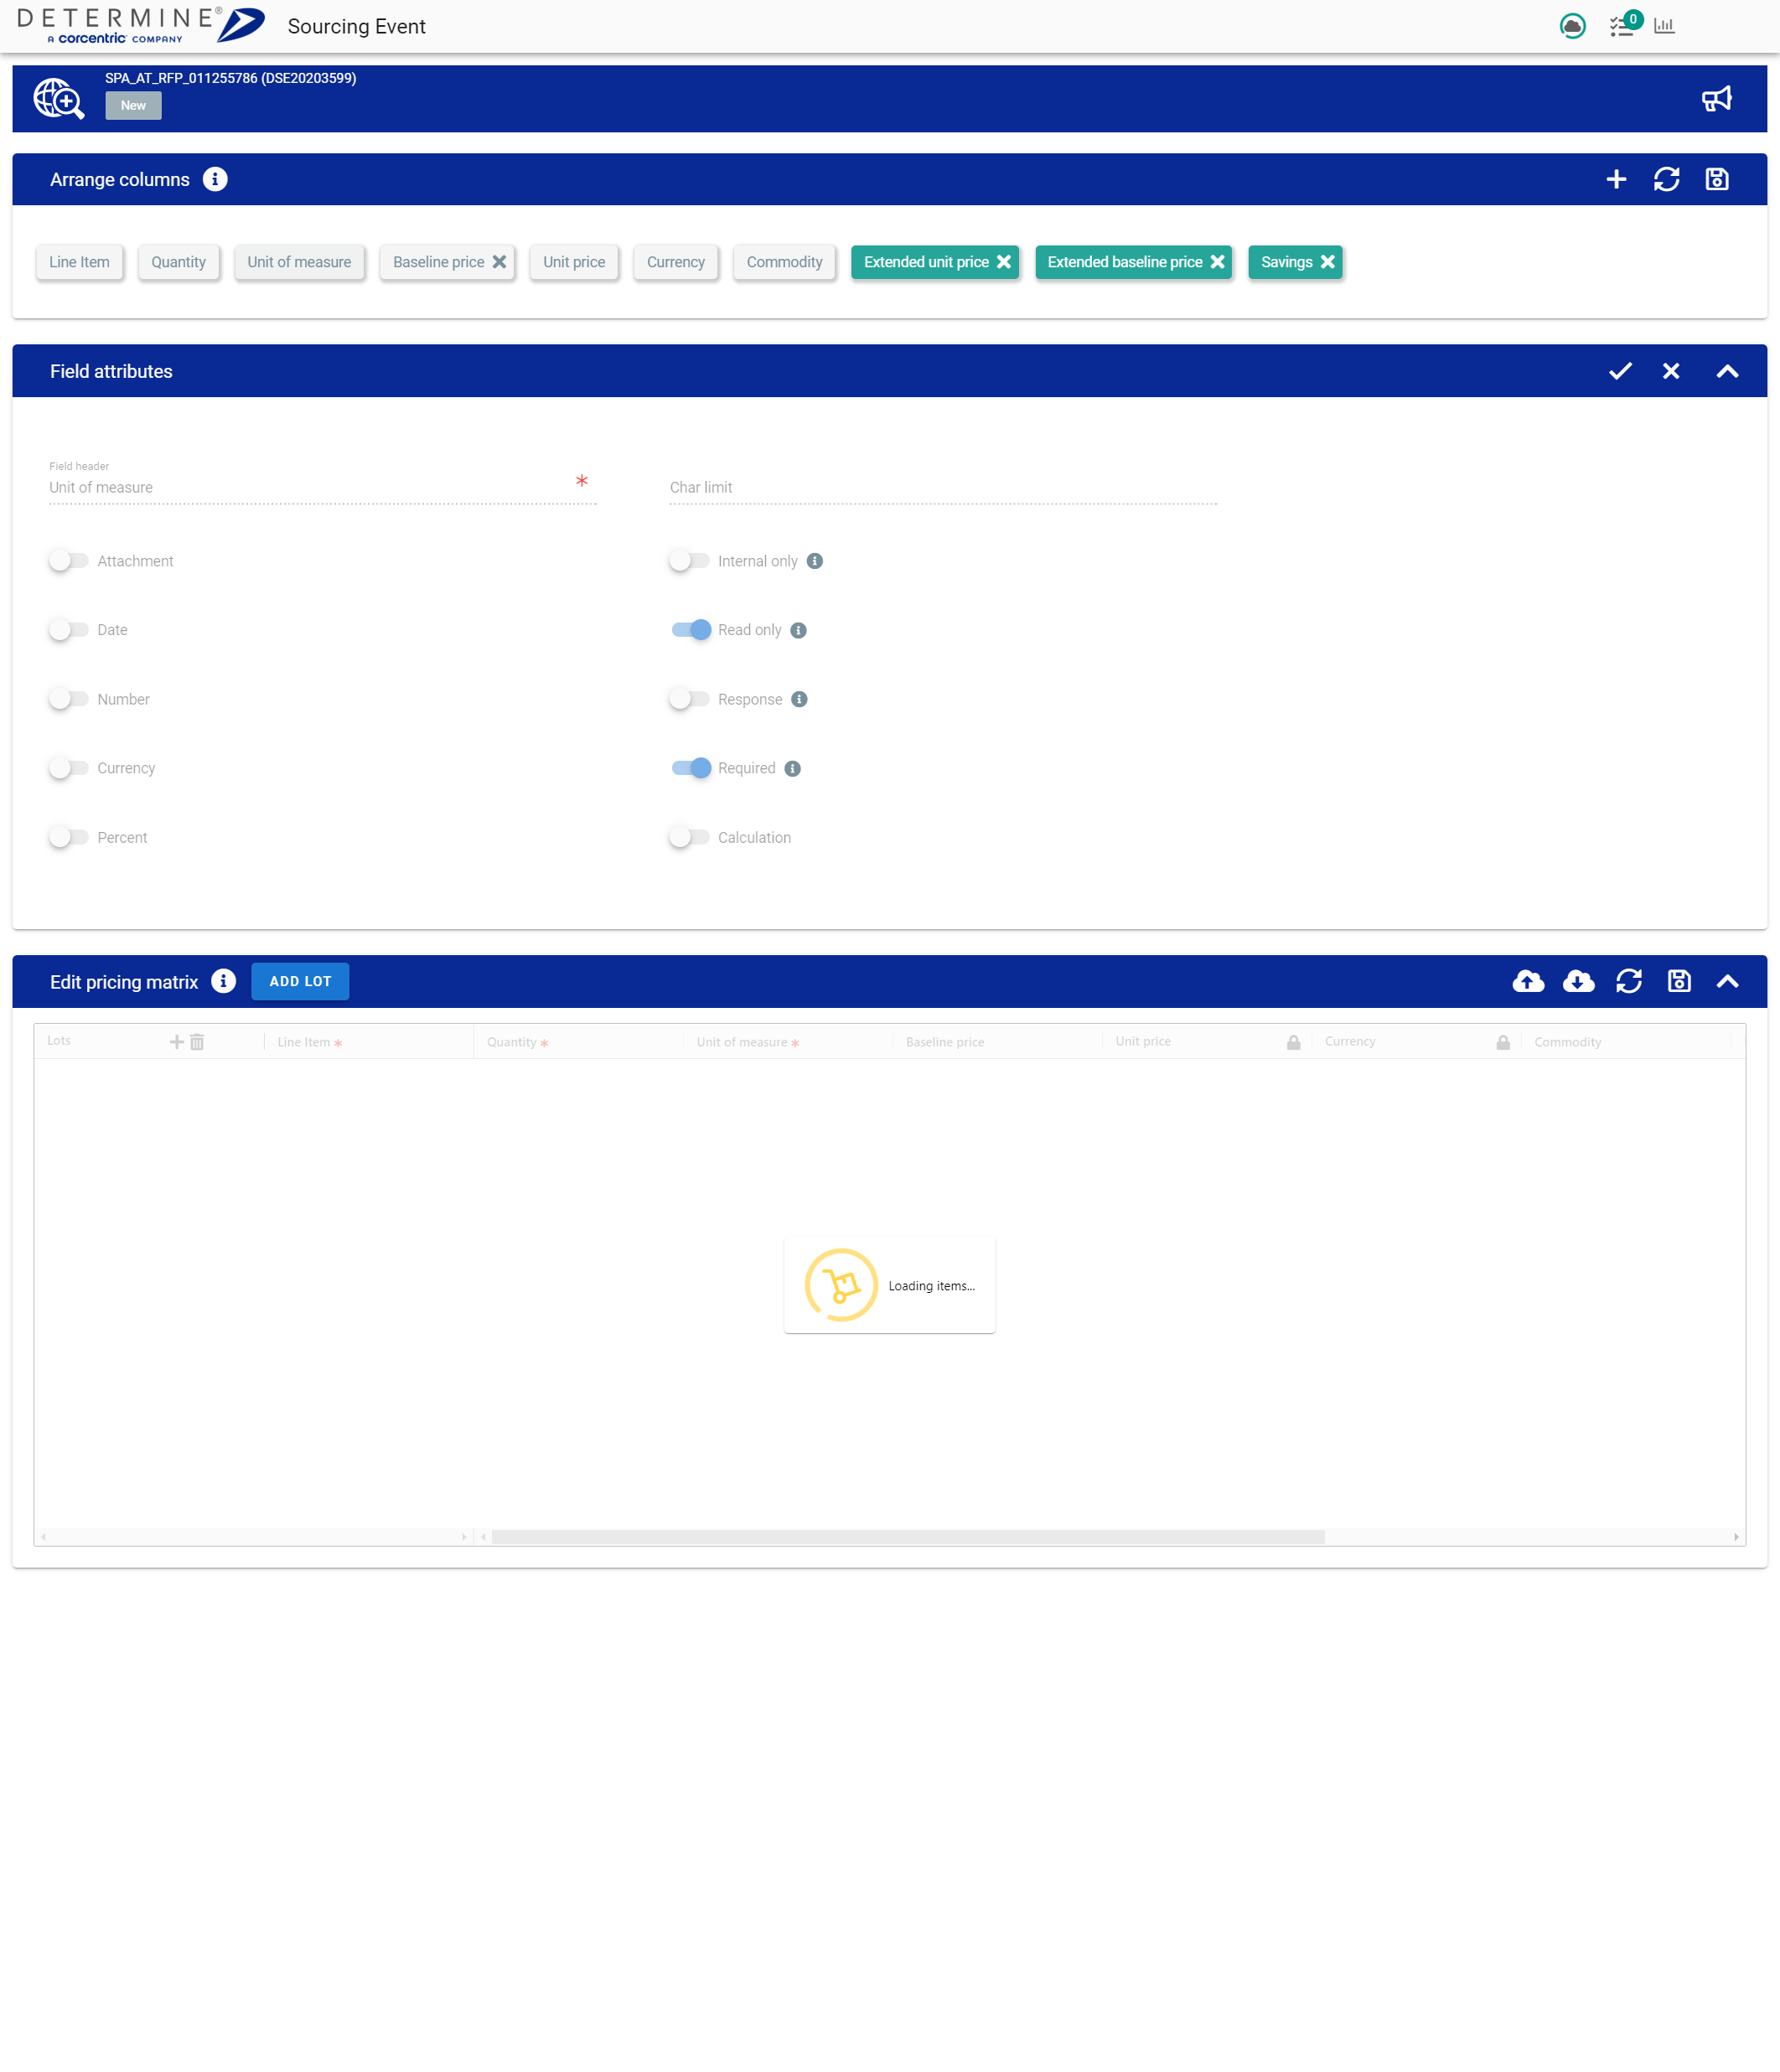 DETERMINE®
A corcentric COMPANY
Sourcing Event
0
SPA_AT_RFP_011255786 (DSE20203599)
New
Arrange columns
Line Item Quantity Unit of measure Baseline price Unit price Currency Commodity Extended unit price Extended baseline price Savings
Field attributes
Field header
Unit of measure *
Char limit
Attachment Internal only
Date Read only
Number Response
Currency Required
Percent Calculation
Edit pricing matrix ADD LOT
Lots Line Item * Quantity * Unit of measure * Baseline price Unit price Currency Commodity
Loading items...